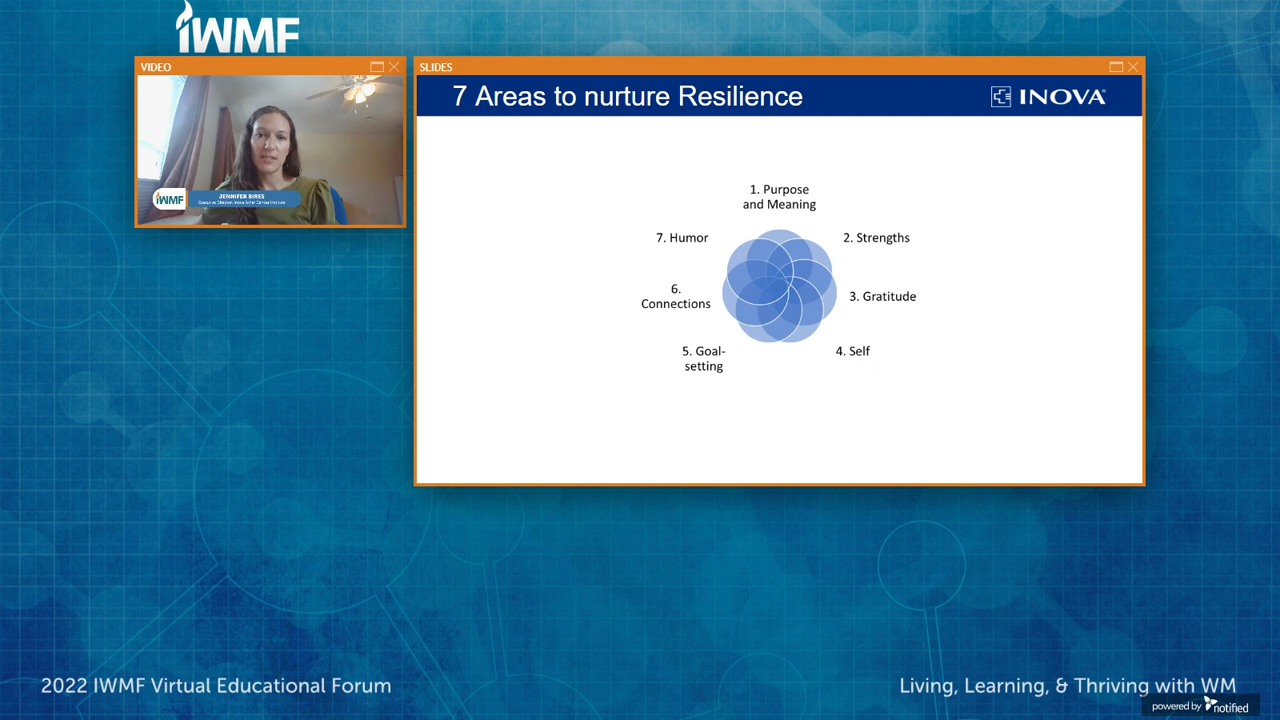 iWMF
VIDEO
iWMF
JENNIFER BIRES
SLIDES
7 Areas to nurture Resilience
INOVA®
1. Purpose
and Meaning
2. Strengths
3. Gratitude
4. Self
5. Goal-
setting
6.
Connections
7. Humor
2022 IWMF Virtual Educational Forum
Living, Learning, & Thriving with WM
powered by notified